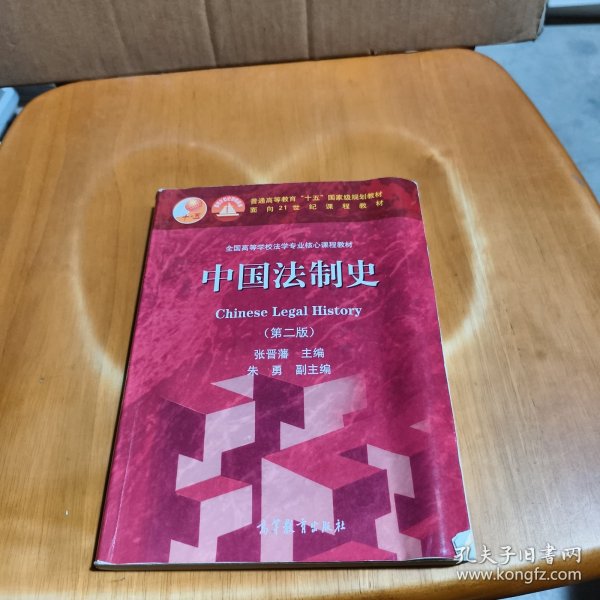 普通高等教育“十五”国家级规划教材
面向21世纪课程教材
全国高等学校法学专业核心课程教材
中国法制史
Chinese Legal History
(第二版)
张晋藩 主编
朱勇 副主编
高等教育出版社
孔夫子旧书网
www.kongfz.com